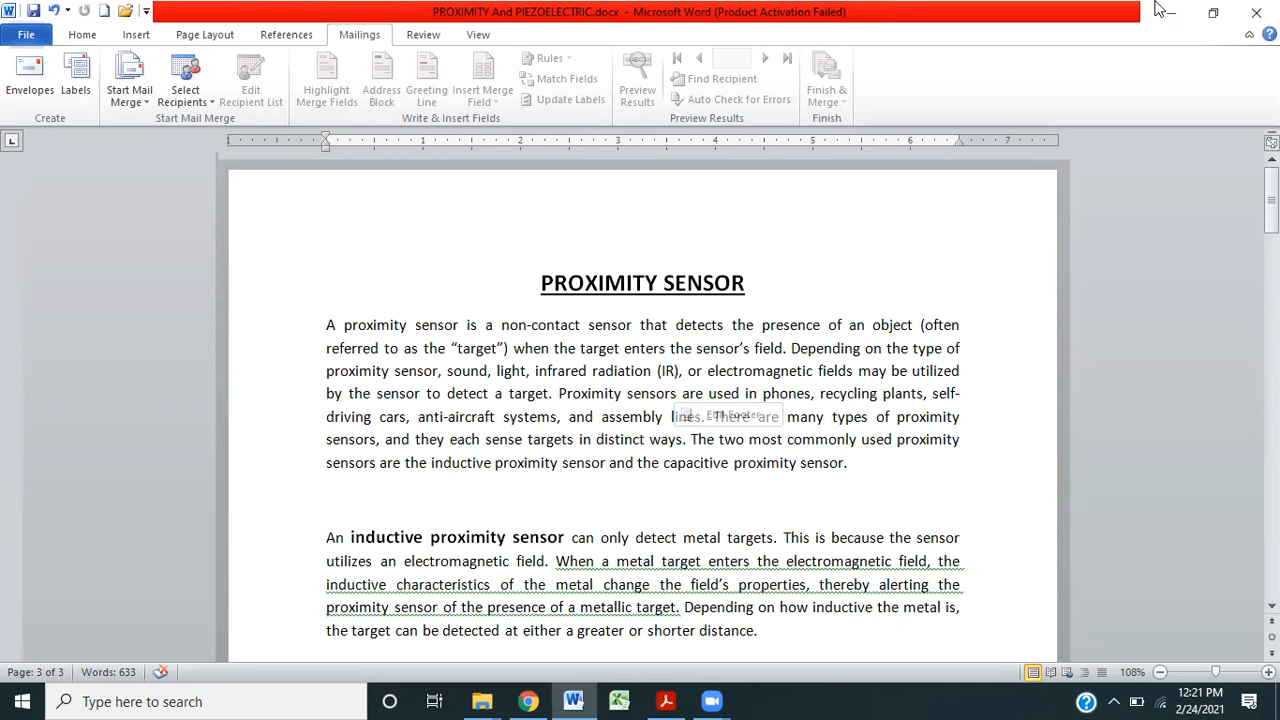 PROXIMITY And PIEZOELECTRIC.docx - Microsoft Word (Product Activation Failed)
File Home Insert Page Layout References Mailings Review View
Envelopes
Labels
Start Mail Merge
Select Recipients
Edit Recipient List
Highlight Merge Fields
Address Block
Greeting Line
Insert Merge Field
Rules
Match Fields
Update Labels
Preview Results
Find Recipient
Auto Check for Errors
Finish & Merge
Create Start Mail Merge Write & Insert Fields Preview Results Finish
1 1 2 3 4 5 6 7
PROXIMITY SENSOR
A proximity sensor is a non-contact sensor that detects the presence of an object (often
referred to as the “target”) when the target enters the sensor’s field. Depending on the type of
proximity sensor, sound, light, infrared radiation (IR), or electromagnetic fields may be utilized
by the sensor to detect a target. Proximity sensors are used in phones, recycling plants, self-
driving cars, anti-aircraft systems, and assembly lines. There are many types of proximity
Edit Footer
sensors, and they each sense targets in distinct ways. The two most commonly used proximity
sensors are the inductive proximity sensor and the capacitive proximity sensor.
An inductive proximity sensor can only detect metal targets. This is because the sensor
utilizes an electromagnetic field. When a metal target enters the electromagnetic field, the
inductive characteristics of the metal change the field’s properties, thereby alerting the
proximity sensor of the presence of a metallic target. Depending on how inductive the metal is,
the target can be detected at either a greater or shorter distance.
Page: 3 of 3 Words: 633 108%
Type here to search
12:21 PM
2/24/2021